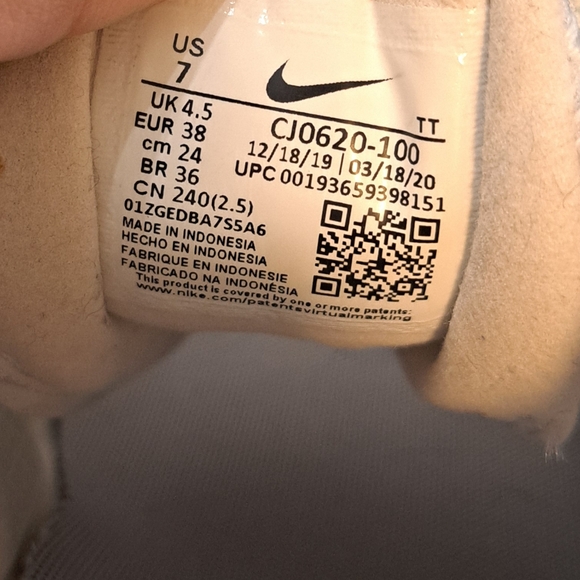 US
7
UK 4.5
EUR 38
cm 24
BR 36
CN 240(2.5)
TT
CJ0620-100
12/18/19 | 03/18/20
UPC 00193659398151
01ZGEDBA7S5A6
MADE IN INDONESIA
HECHO EN INDONESIA
FABRIQUE EN INDONESIE
FABRICADO NA INDONÈSIA
This product is covered by one or more patents:
www.nike.com/patentsvirtualmarking